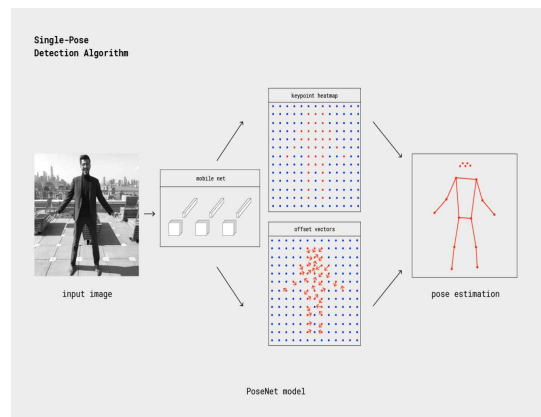 Single-Pose
Detection Algorithm
keypoint heatmap
mobile net
offset vectors
input image
pose estimation
PoseNet model